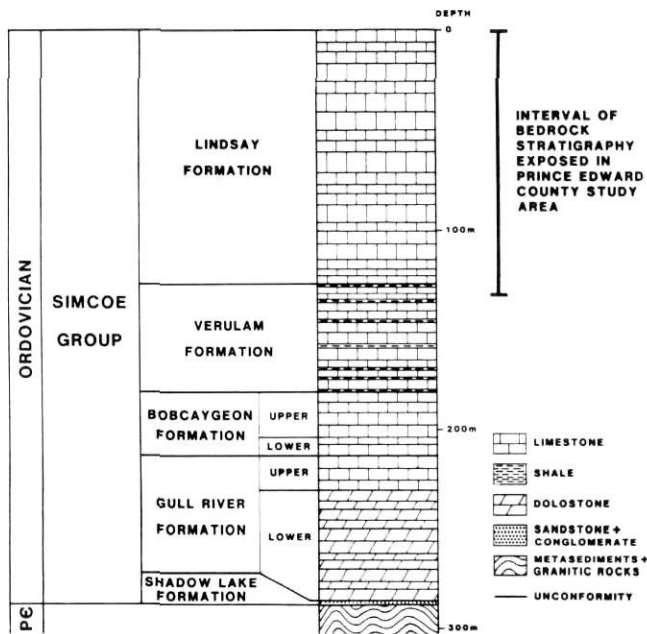 DEPTH
0
LINDSAY
FORMATION
INTERVAL OF
BEDROCK
STRATIGRAPHY
EXPOSED IN
PRINCE EDWARD
COUNTY STUDY
AREA
100m
ORDOVICIAN
SIMCOE
GROUP
VERULAM
FORMATION
BOBCAYGEON
FORMATION
UPPER
LOWER
200m
GULL RIVER
FORMATION
UPPER
LOWER
SHADOW LAKE
FORMATION
PЄ
300m
LIMESTONE
SHALE
DOLOSTONE
SANDSTONE+
CONGLOMERATE
METASEDIMENTS+
GRANITIC ROCKS
UNCONFORMITY